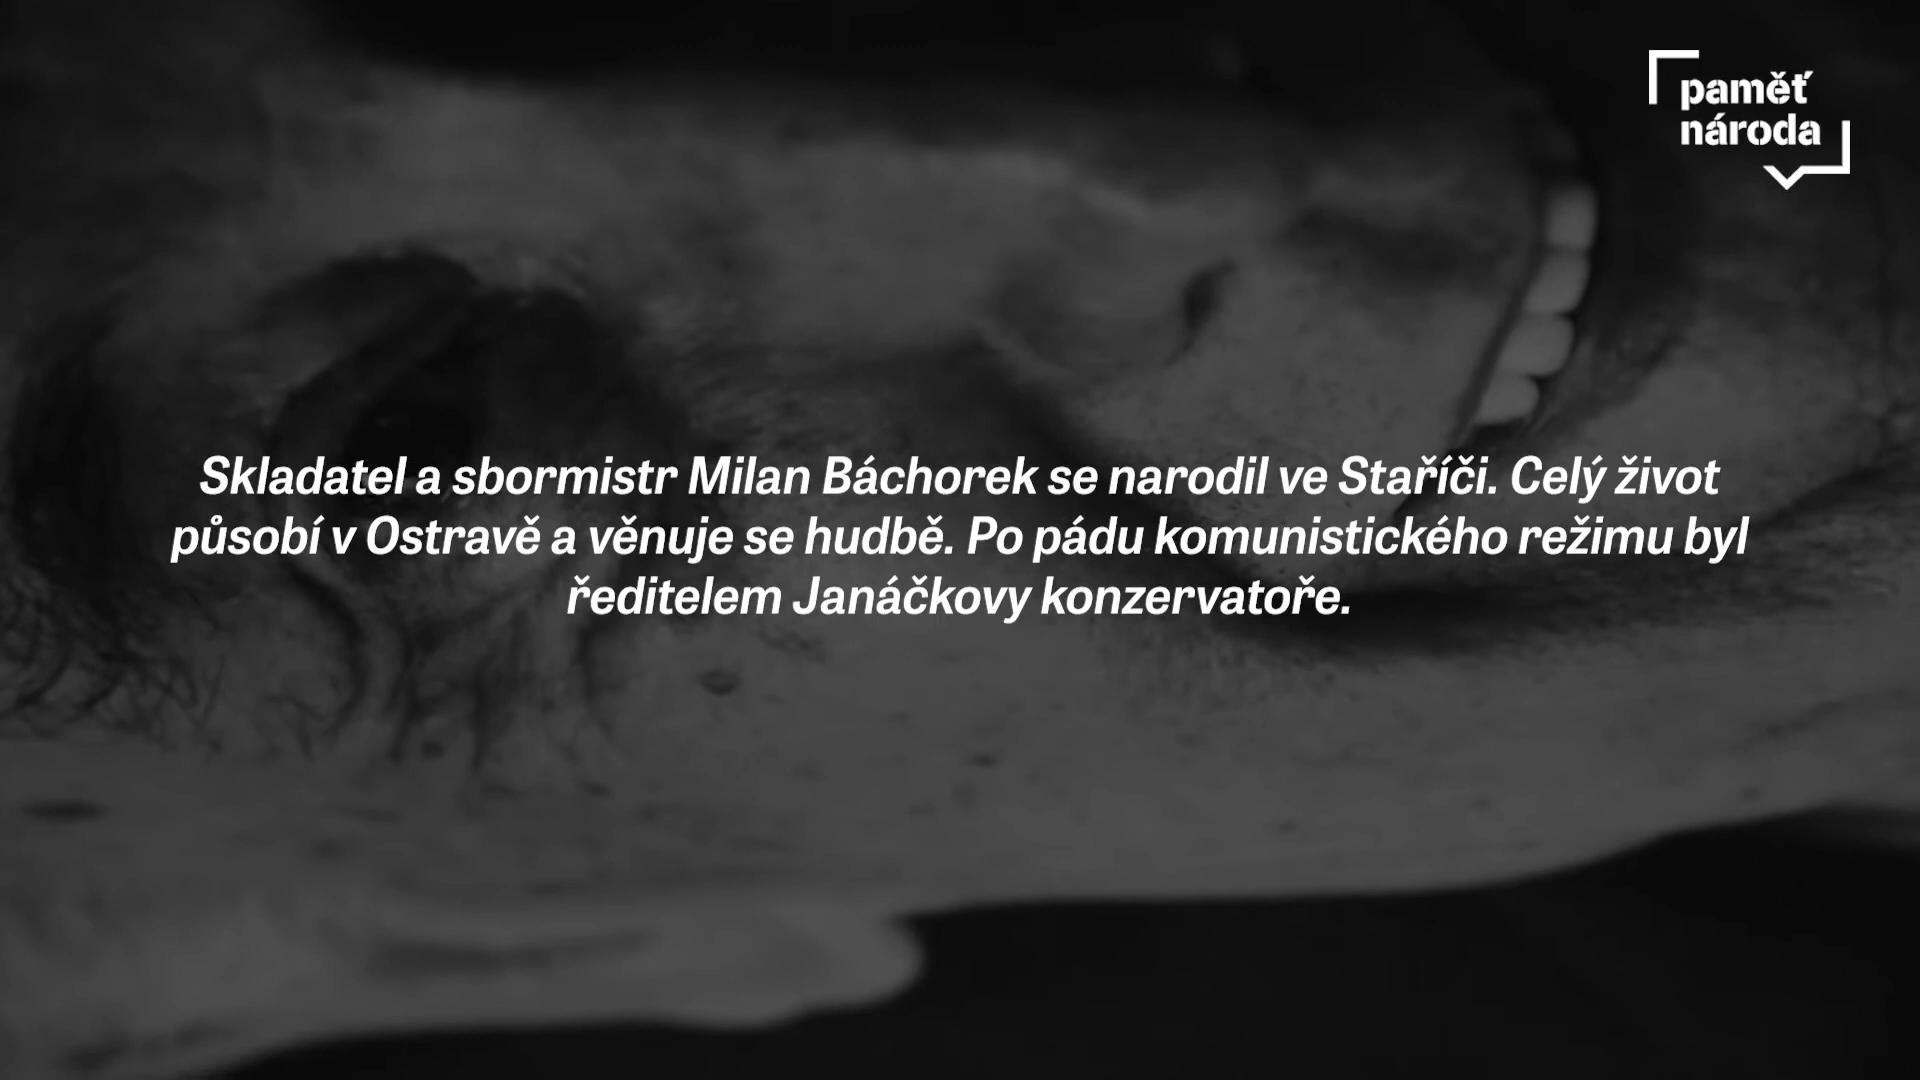 paměť
národa
Skladatel a sbormistr Milan Báchorek se narodil ve Staříči. Celý život
působí v Ostravě a věnuje se hudbě. Po pádu komunistického režimu byl
ředitelem Janáčkovy konzervatoře.